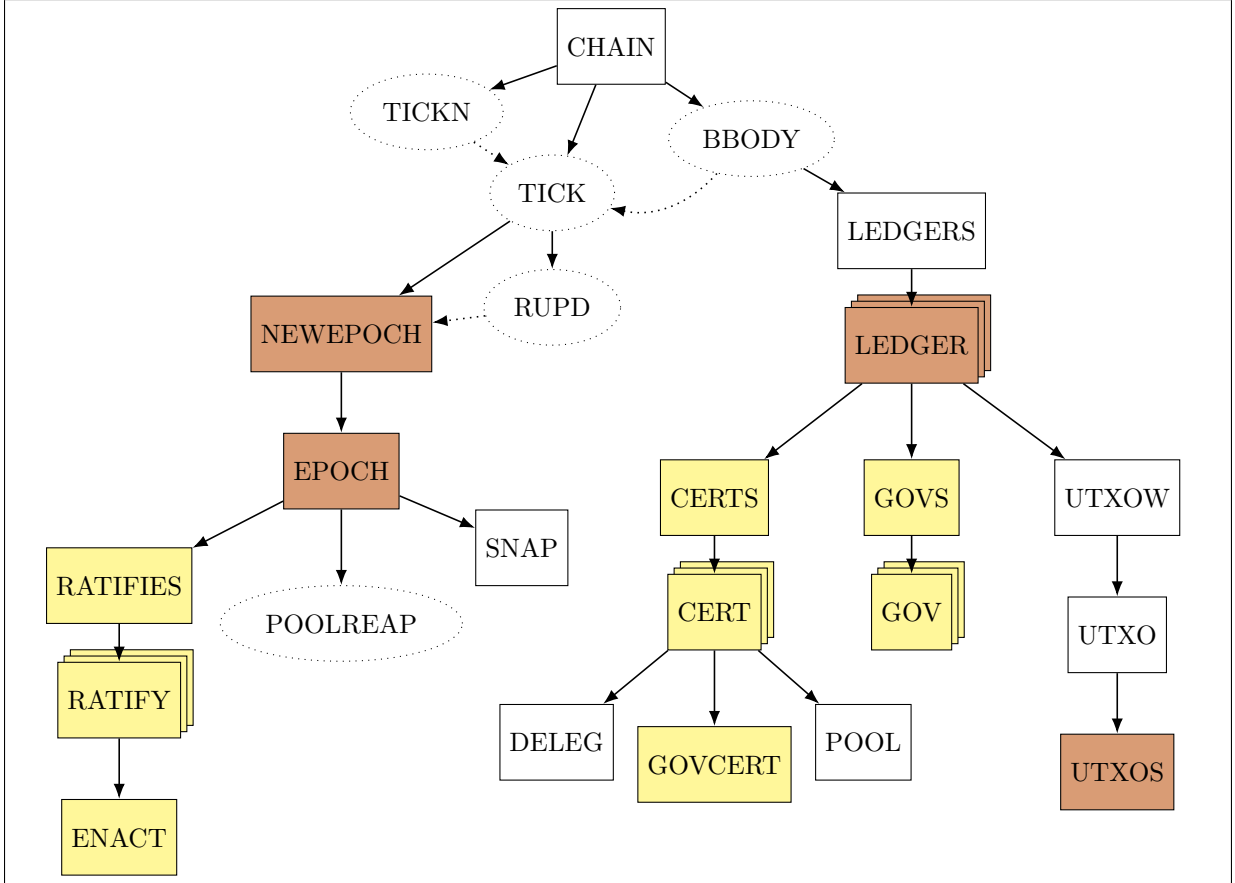 CHAIN
TICKN
BBODY
TICK
LEDGERS
RUPD
NEWEPOCH
LEDGER
EPOCH
CERTS
GOVS
UTXOW
SNAP
RATIFIES
CERT
GOV
POOLREAP
UTXO
RATIFY
DELEG
POOL
GOVCERT
UTXOS
ENACT